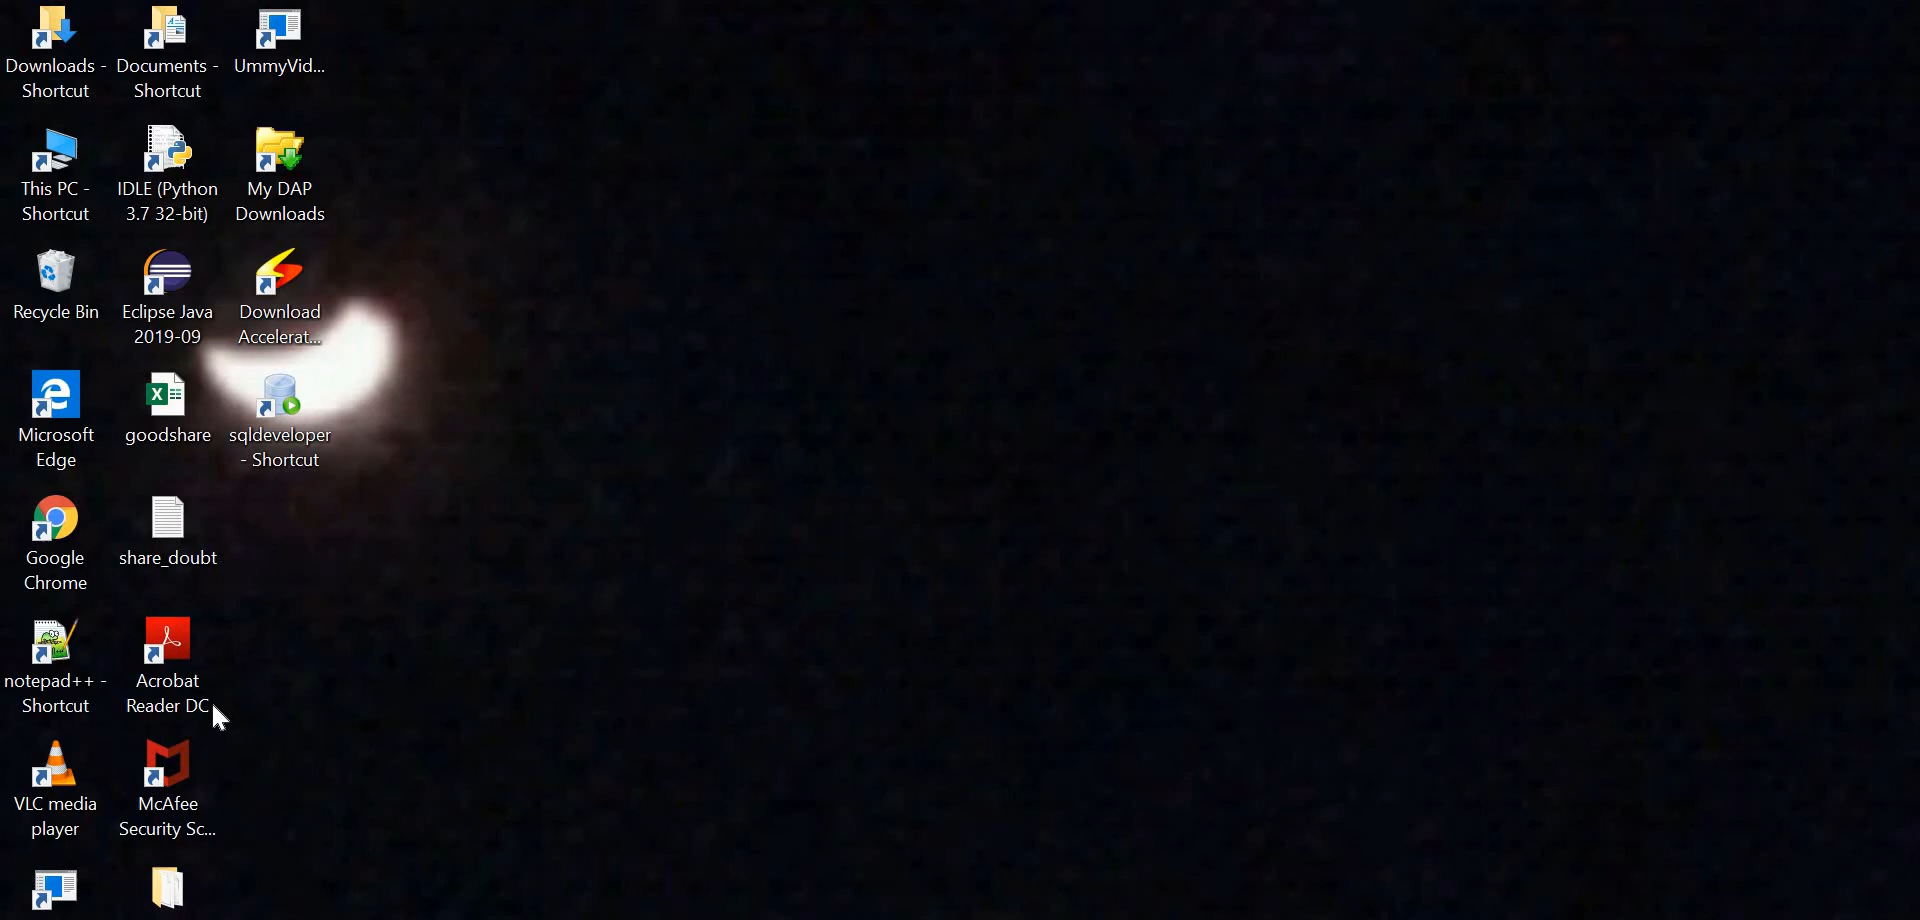 Downloads -
Shortcut
Documents -
Shortcut
UmmyVid...
This PC -
Shortcut
IDLE (Python
3.7 32-bit)
My DAP
Downloads
Recycle Bin
Eclipse Java
2019-09
Download
Accelerat...
Microsoft
Edge
goodshare
sqldeveloper
- Shortcut
Google
Chrome
share_doubt
notepad++ -
Shortcut
Acrobat
Reader DC
VLC media
player
McAfee
Security Sc...